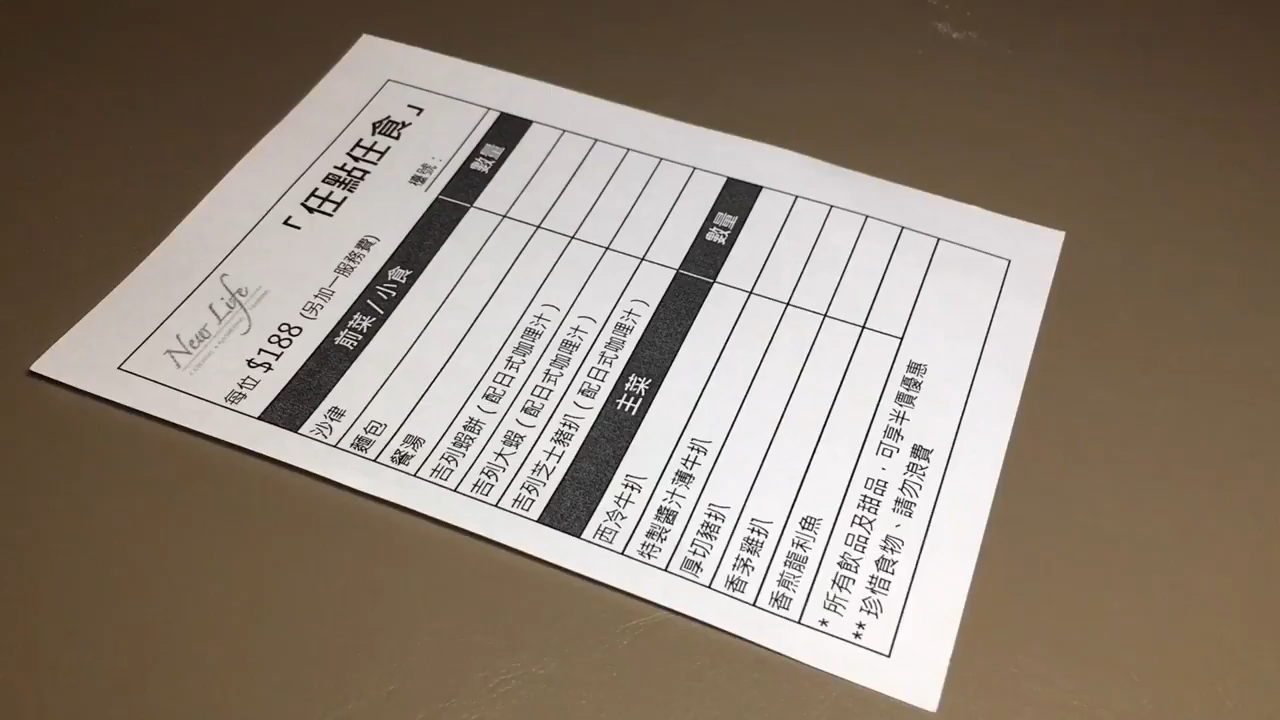 New Life
「任點任食」
每位 $188 (另加一服務費)
檯號：
前菜 / 小食 數量
沙律
麵包
餐湯
吉列蝦餅 ( 配日式咖哩汁 )
吉列大蝦 ( 配日式咖哩汁 )
吉列芝士豬扒 ( 配日式咖哩汁 )
主菜 數量
西冷牛扒
特製醬汁薄牛扒
厚切豬扒
香茅雞扒
香煎龍利魚
* 所有飲品及甜品，可享半價優惠
** 珍惜食物、請勿浪費